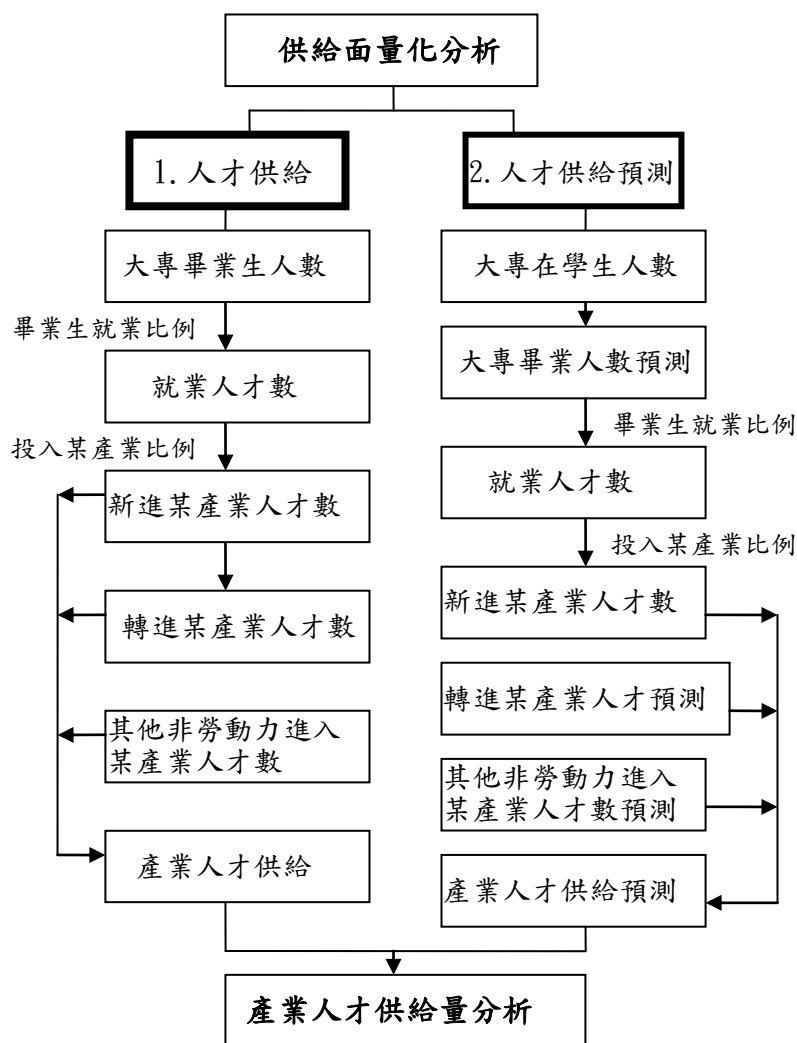 供給面量化分析
1.人才供給
大專畢業生人數
畢業生就業比例
就業人才數
投入某產業比例
新進某產業人才數
轉進某產業人才數
其他非勞動力進入
某產業人才數
產業人才供給
2.人才供給預測
大專在學生人數
大專畢業人數預測
畢業生就業比例
就業人才數
投入某產業比例
新進某產業人才數
轉進某產業人才預測
其他非勞動力進入
某產業人才數預測
產業人才供給預測
產業人才供給量分析